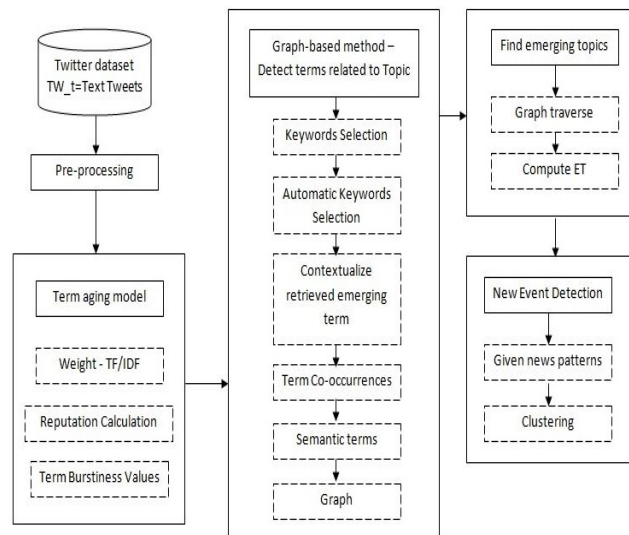 Twitter dataset
TW_t=Text Tweets
Pre-processing
Term aging model
Weight - TF/IDF
Reputation Calculation
Term Burstiness Values
Graph-based method –
Detect terms related to Topic
Keywords Selection
Automatic Keywords
Selection
Contextualize
retrieved emerging
term
Term Co-occurrences
Semantic terms
Graph
Find emerging topics
Graph traverse
Compute ET
New Event Detection
Given news patterns
Clustering